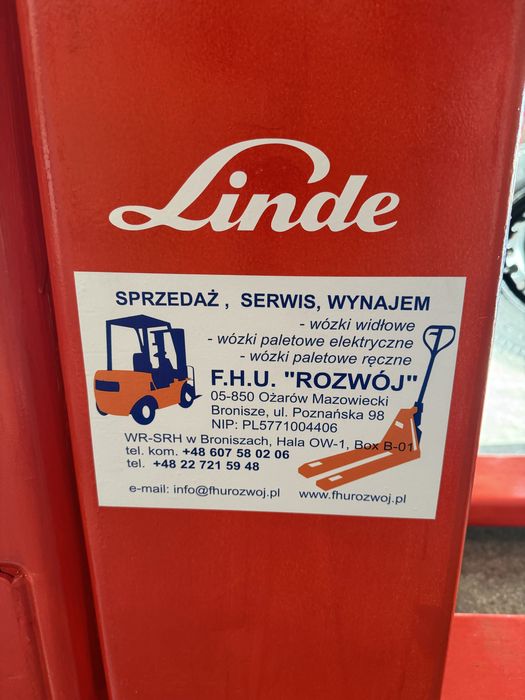 Linde
SPRZEDAŻ , SERWIS, WYNAJEM
- wózki widłowe
- wózki paletowe elektryczne
- wózki paletowe ręczne
F.H.U. "ROZWÓJ"
05-850 Ożarów Mazowiecki
Bronisze, ul. Poznańska 98
NIP: PL5771004406
WR-SRH w Broniszach, Hala OW-1, Box B-01
tel. kom. +48 607 58 02 06
tel. +48 22 721 59 48
e-mail: info@fhurozwoj.pl www.fhurozwoj.pl